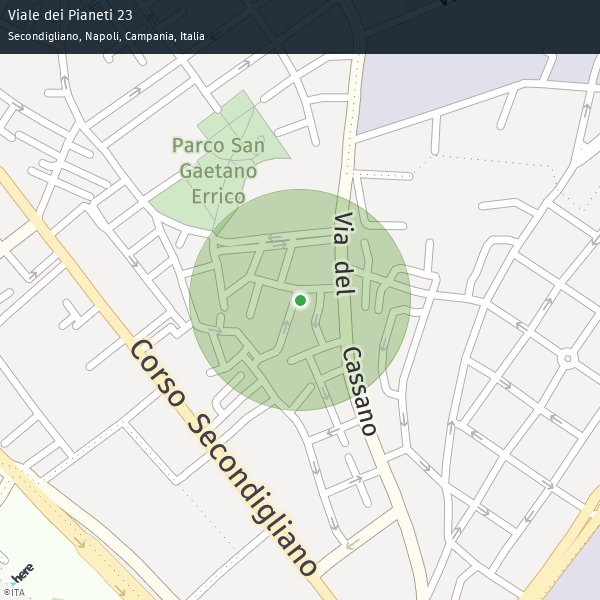 Viale dei Pianeti 23
Secondigliano, Napoli, Campania, Italia
Parco San
Gaetano
Errico
Via del
Cassano
Corso Secondigliano
here
©ITA